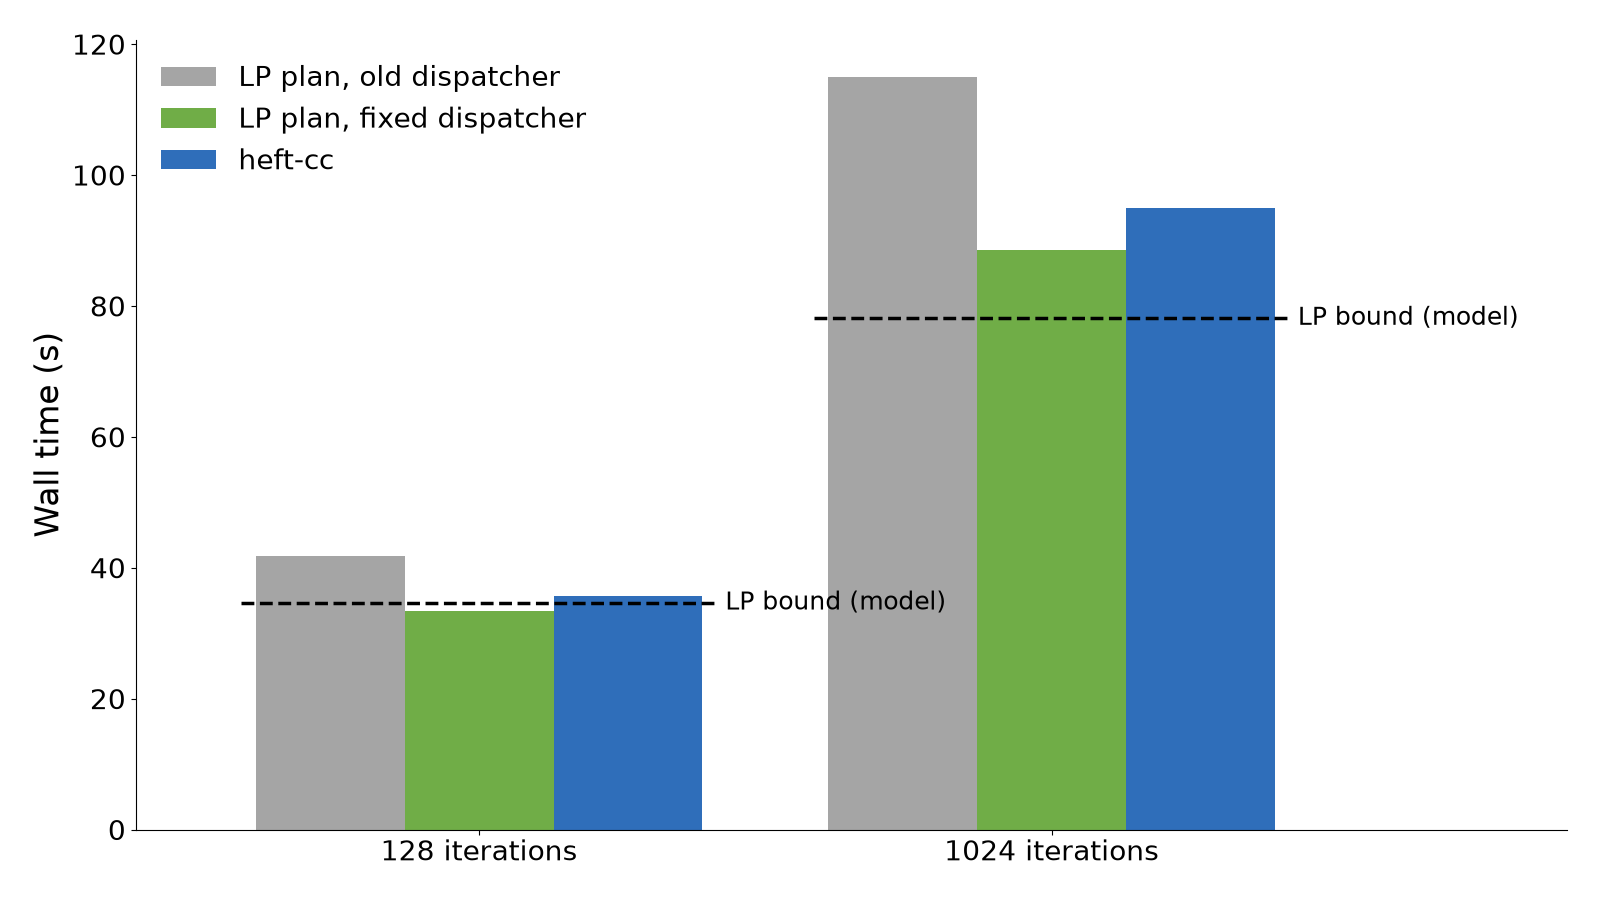 120
100
80
60
40
20
0
Wall time (s)
LP plan, old dispatcher
LP plan, fixed dispatcher
heft-cc
LP bound (model)
LP bound (model)
128 iterations
1024 iterations